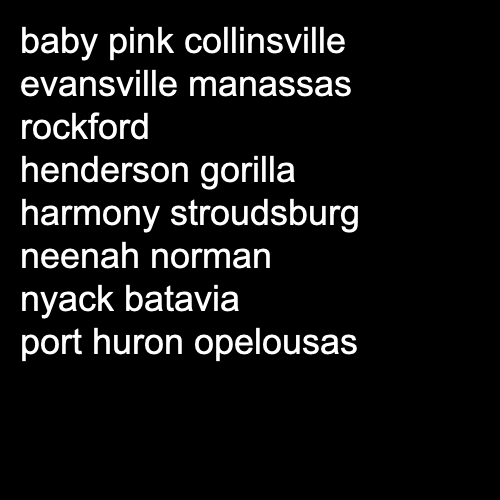 baby pink collinsville
evansville manassas
rockford
henderson gorilla
harmony stroudsburg
neenah norman
nyack batavia
port huron opelousas